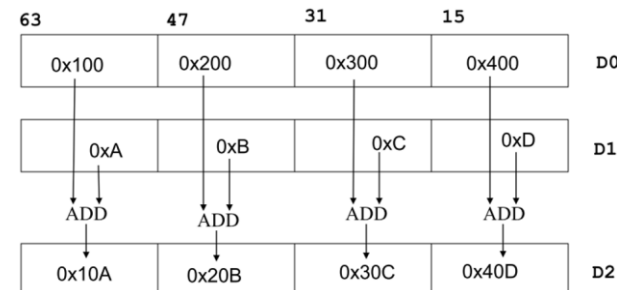 63 47 31 15
0x100 0x200 0x300 0x400 D0
0xA 0xB 0xC 0xD D1
ADD ADD ADD ADD
0x10A 0x20B 0x30C 0x40D D2